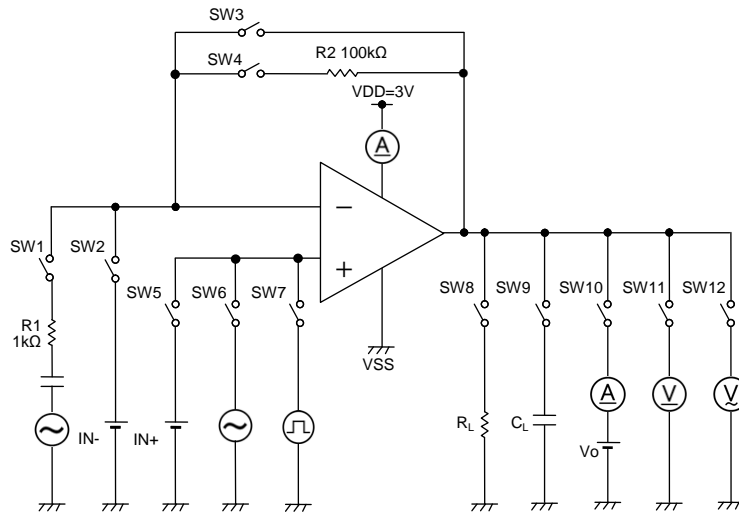 SW3
SW4
R2 100kΩ
VDD=3V
A
−
+
SW1
SW2
SW5
SW6
SW7
SW8
SW9
SW10
SW11
SW12
R1
1kΩ
VSS
A
V
V
IN-
IN+
RL
CL
Vo